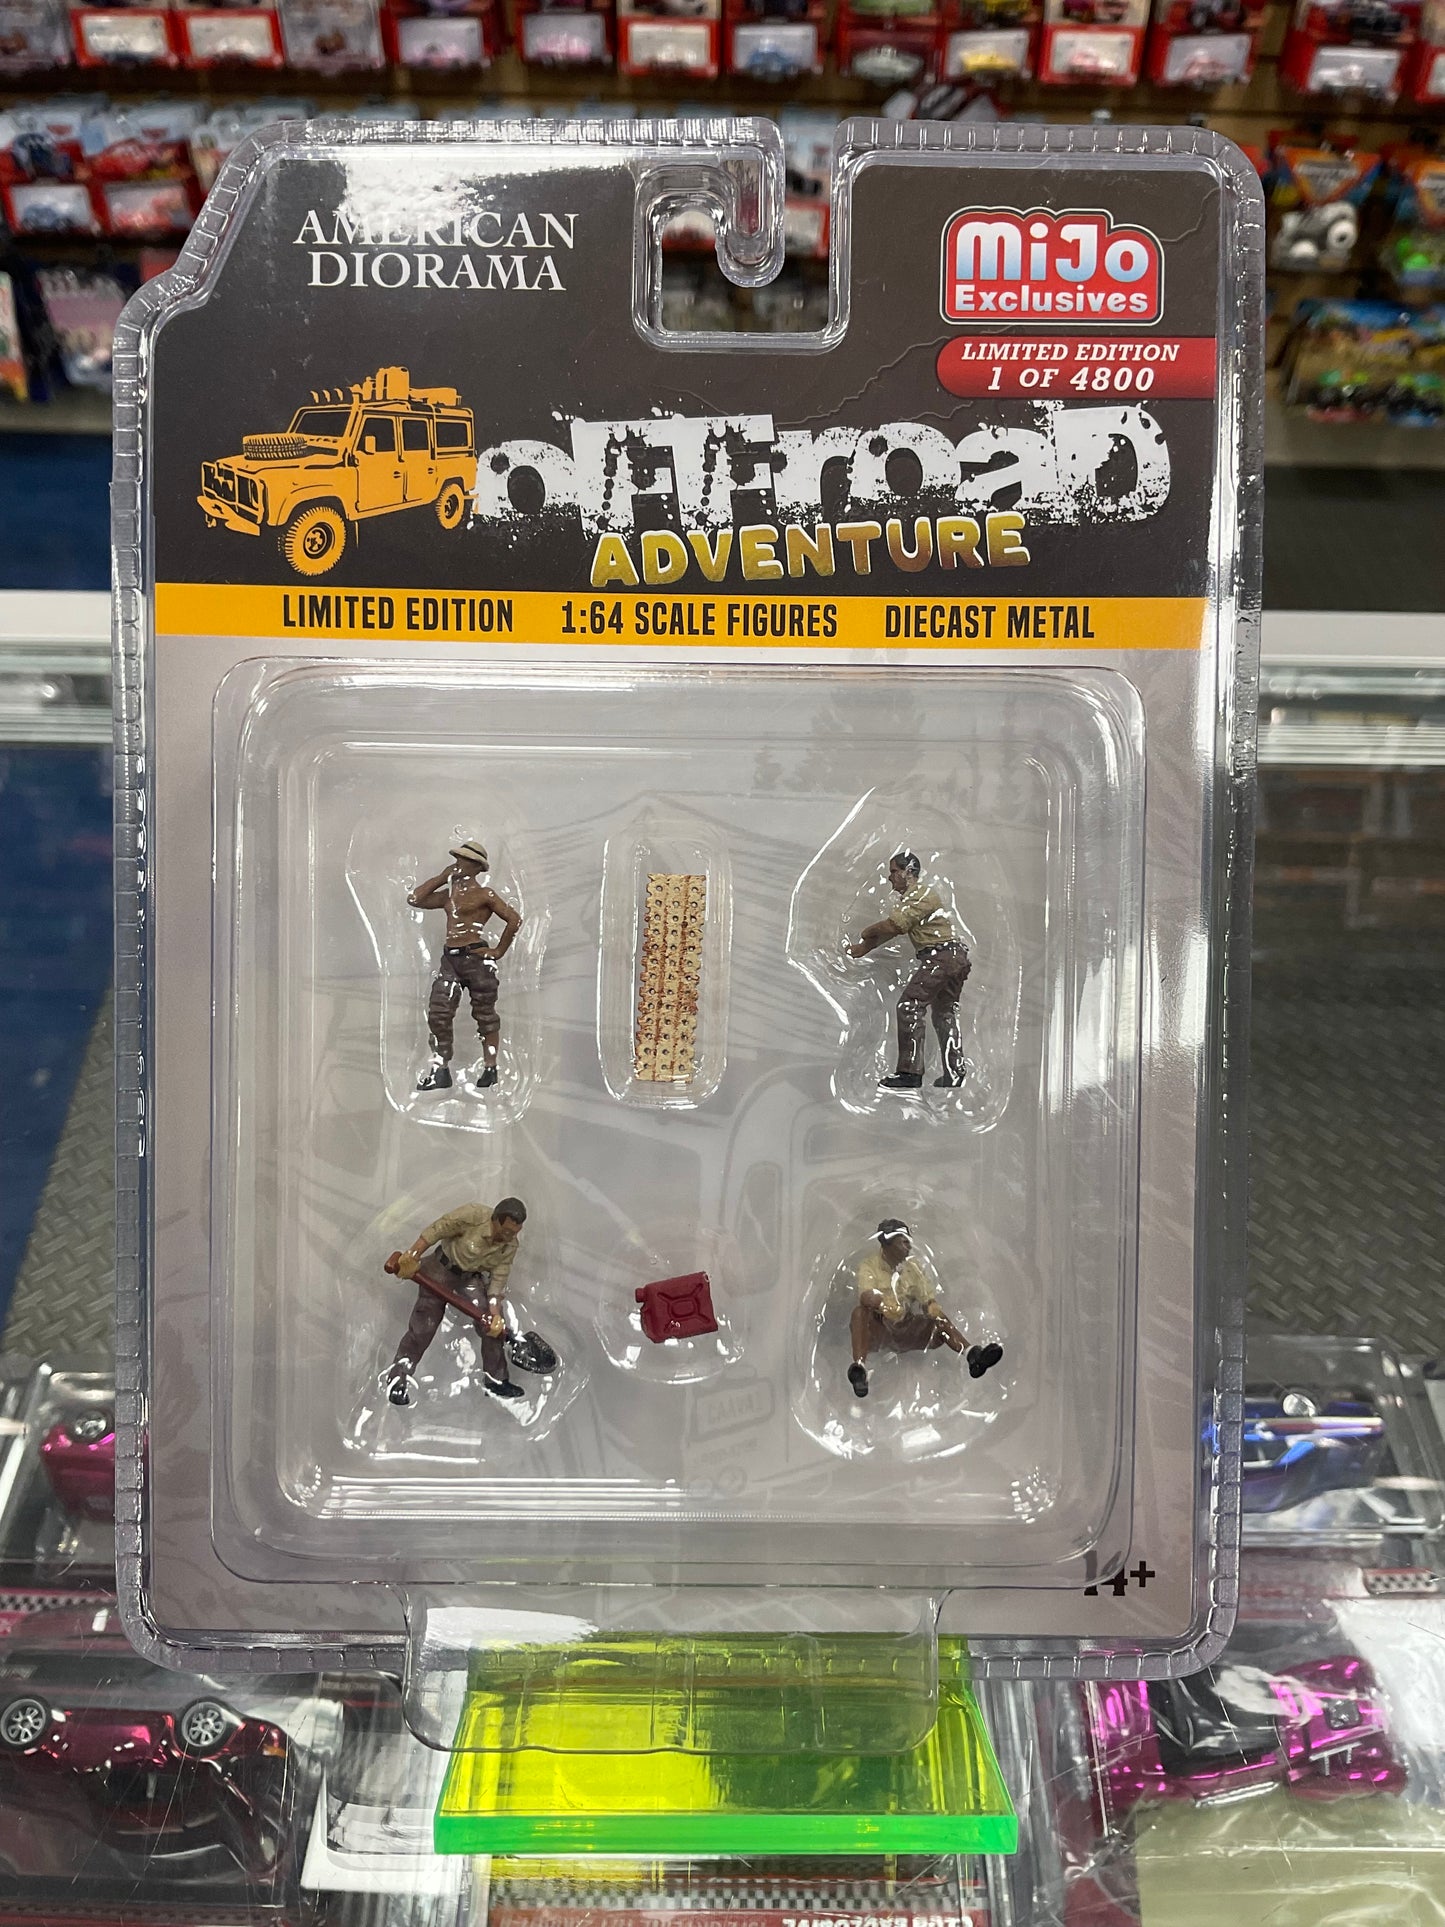 AMERICAN
DIORAMA
MiJo
Exclusives
LIMITED EDITION
1 OF 4800
OFFROAD
ADVENTURE
LIMITED EDITION 1:64 SCALE FIGURES DIECAST METAL
14+